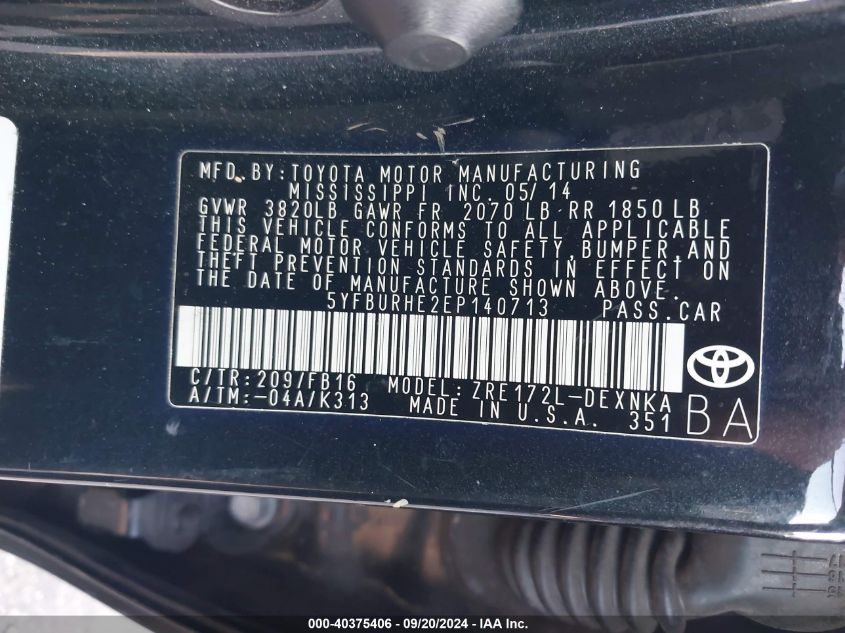 MFD. BY: TOYOTA MOTOR MANUFACTURING
MISSISSIPPI INC. 05/14
GVWR 3820LB GAWR FR 2070 LB RR 1850 LB
THIS VEHICLE CONFORMS TO ALL APPLICABLE
FEDERAL MOTOR VEHICLE SAFETY, BUMPER, AND
THEFT PREVENTION STANDARDS IN EFFECT ON
THE DATE OF MANUFACTURE SHOWN ABOVE.
5YFBURHE2EP140713 PASS. CAR
C/TR: 209/FB16 MODEL: ZRE172L-DEXNKA
A/TM: -04A/K313 MADE IN U.S.A. 351 BA
000-40375406 - 09/20/2024 - IAA Inc.